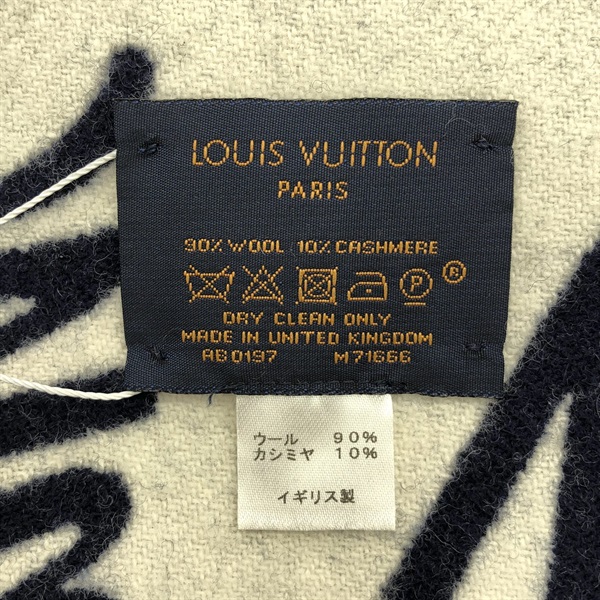 LOUIS VUITTON
PARIS
90% WOOL 10% CASHMERE
P
®
DRY CLEAN ONLY
MADE IN UNITED KINGDOM
AB0197 M71666
ウール 90%
カシミヤ 10%
イギリス製